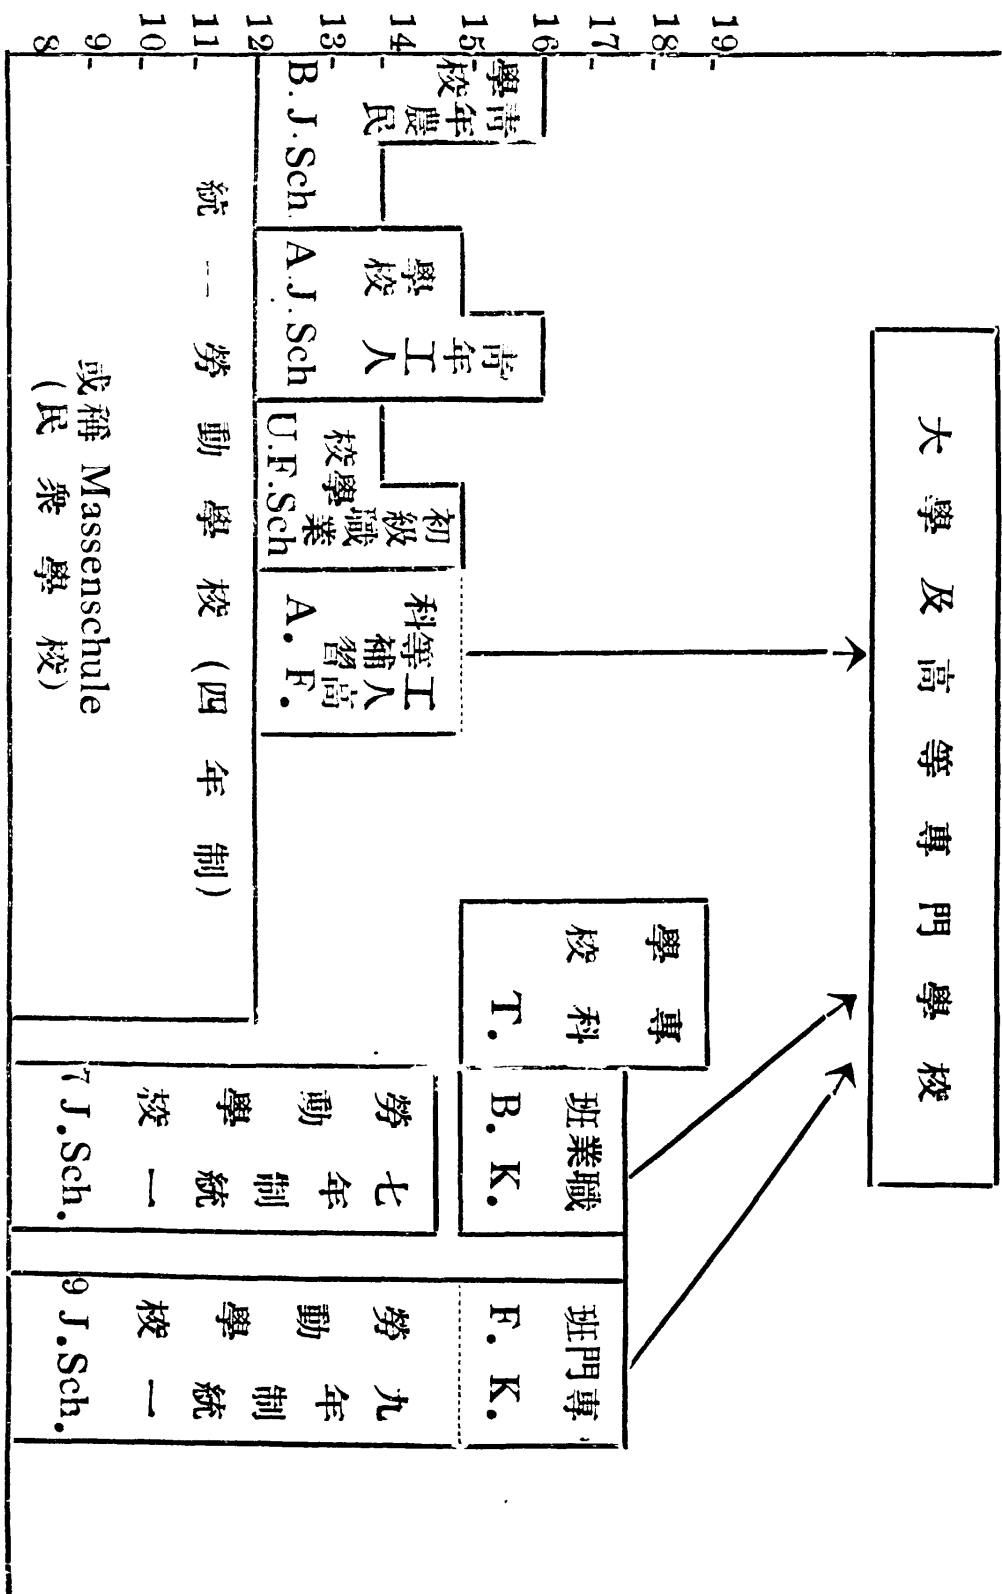 19
18
17
16
15
14
13
12
11
10
9
8
大學及高等專門學校
青年農民
學校
B.J.Sch.
青年工人
學校
A.J.Sch
初級職業
學校
U.F.Sch
工人高
等補習
科
A. F.
專科
學校
T.
職業班
B. K.
專門班
F. K.
統一勞動學校(四年制)
或稱 Massenschule
(民衆學校)
七年制統一
勞動學校
7 J.Sch.
九年制統一
勞動學校
9 J.Sch.